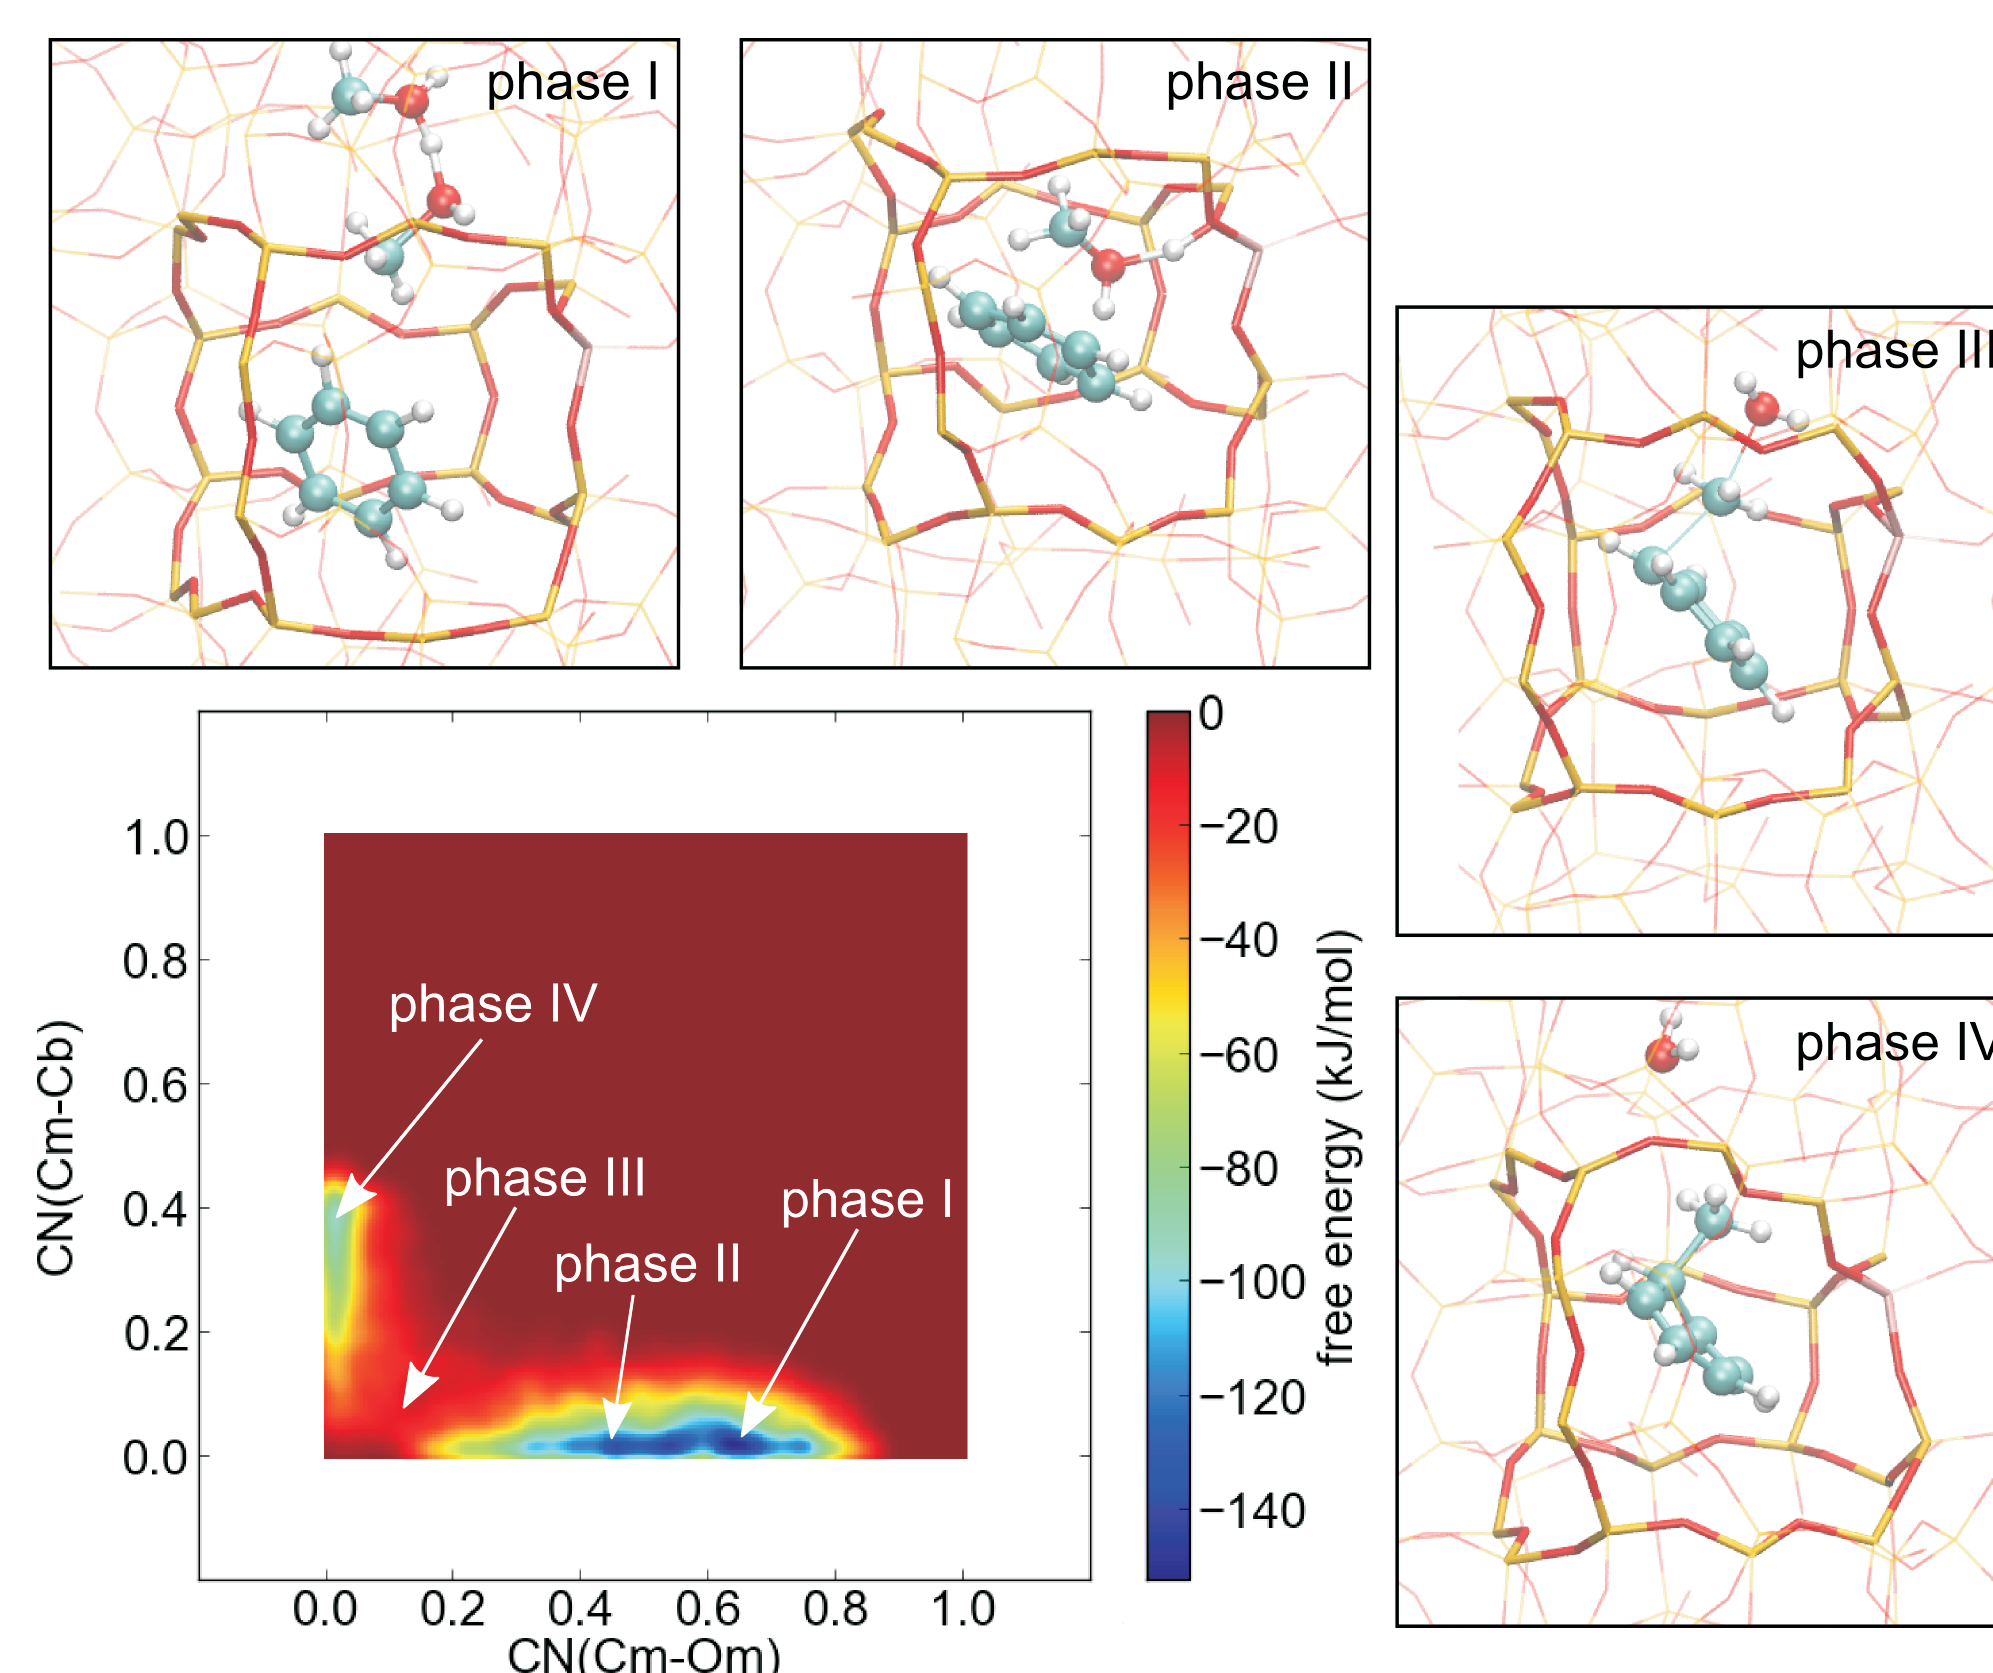 phase I
phase II
phase III
phase IV
phase IV
phase III
phase II
phase I
CN(Cm-Cb)
1.0
0.8
0.6
0.4
0.2
0.0
0.0 0.2 0.4 0.6 0.8 1.0
CN(Cm-Om)
0
−20
−40
−60
−80
−100
−120
−140
free energy (kJ/mol)